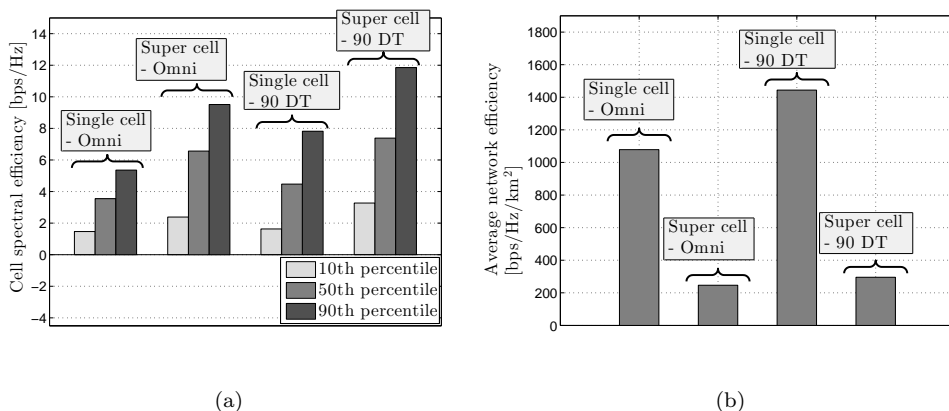 Cell spectral efficiency [bps/Hz]
14
12
10
8
6
4
2
0
−2
−4
Single cell
- Omni
Super cell
- Omni
Single cell
- 90 DT
Super cell
- 90 DT
10th percentile
50th percentile
90th percentile
(a)
Average network efficiency
[bps/Hz/km²]
1800
1600
1400
1200
1000
800
600
400
200
0
Single cell
- Omni
Super cell
- Omni
Single cell
- 90 DT
Super cell
- 90 DT
(b)